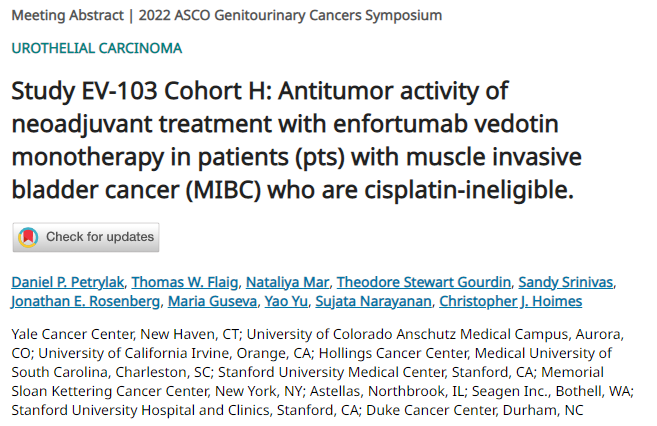 Meeting Abstract | 2022 ASCO Genitourinary Cancers Symposium
UROTHELIAL CARCINOMA
Study EV-103 Cohort H: Antitumor activity of
neoadjuvant treatment with enfortumab vedotin
monotherapy in patients (pts) with muscle invasive
bladder cancer (MIBC) who are cisplatin-ineligible.
Check for updates
Daniel P. Petrylak, Thomas W. Flaig, Nataliya Mar, Theodore Stewart Gourdin, Sandy Srinivas,
Jonathan E. Rosenberg, Maria Guseva, Yao Yu, Sujata Narayanan, Christopher J. Hoimes
Yale Cancer Center, New Haven, CT; University of Colorado Anschutz Medical Campus, Aurora,
CO; University of California Irvine, Orange, CA; Hollings Cancer Center, Medical University of
South Carolina, Charleston, SC; Stanford University Medical Center, Stanford, CA; Memorial
Sloan Kettering Cancer Center, New York, NY; Astellas, Northbrook, IL; Seagen Inc., Bothell, WA;
Stanford University Hospital and Clinics, Stanford, CA; Duke Cancer Center, Durham, NC